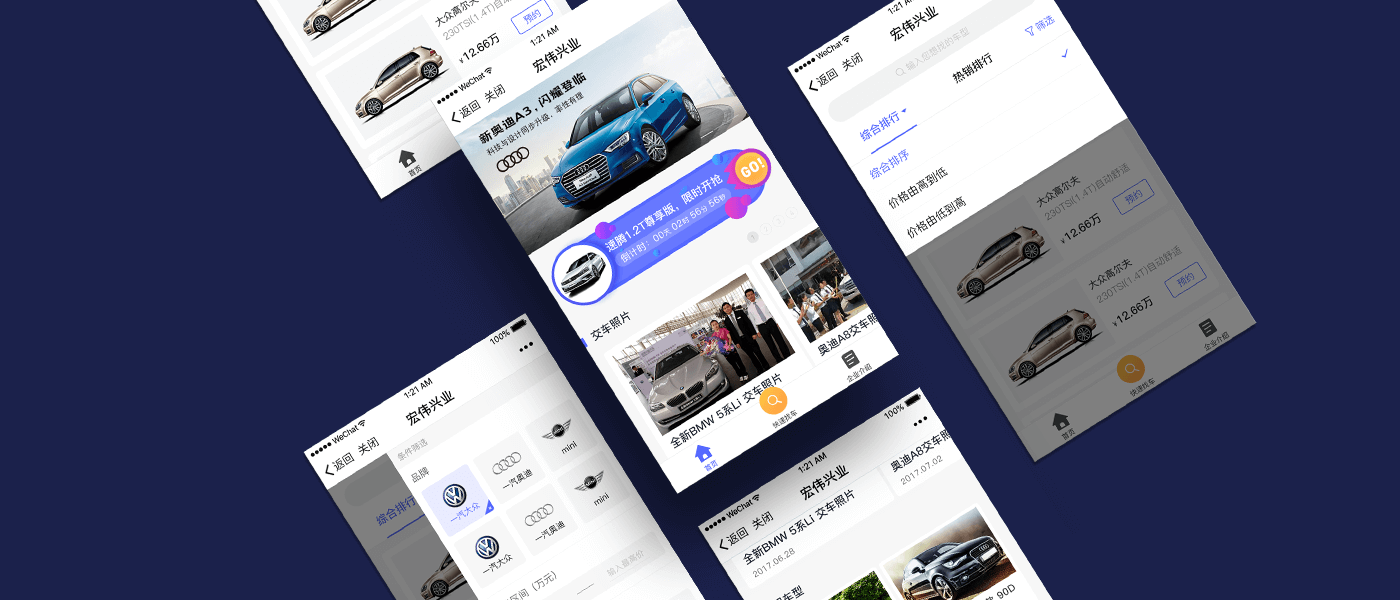 大众高尔夫
230TSI(1.4T)自动舒适
¥12.66万
预约
首页
WeChat
1:21 AM
返回 关闭
宏伟兴业
新奥迪A3，闪耀登临
科技与设计同步升级，率性有理
速腾1.2T尊享版，限时开抢
倒计时：00天 02时 56分 56秒
GO!
交车照片
全新BMW 5系Li 交车照片
奥迪A8交车照
首页
快速找车
企业介绍
WeChat
1:21 AM
返回 关闭
宏伟兴业
输入您想找的车型
筛选
综合排行
热销排行
综合排序
价格由高到低
价格由低到高
大众高尔夫
230TSI(1.4T)自动舒适
¥12.66万
预约
大众高尔夫
230TSI(1.4T)自动舒适
¥12.66万
预约
首页
快速找车
企业介绍
WeChat
1:21 AM
100%
返回 关闭
宏伟兴业
综合排行
条件筛选
品牌
一汽大众
一汽奥迪
mini
一汽大众
一汽奥迪
mini
区间（万元）
输入最高价
WeChat
1:21 AM
100%
返回 关闭
宏伟兴业
全新BMW 5系Li 交车照片
2017.06.28
奥迪A8交车照
2017.07.02
车型
90D